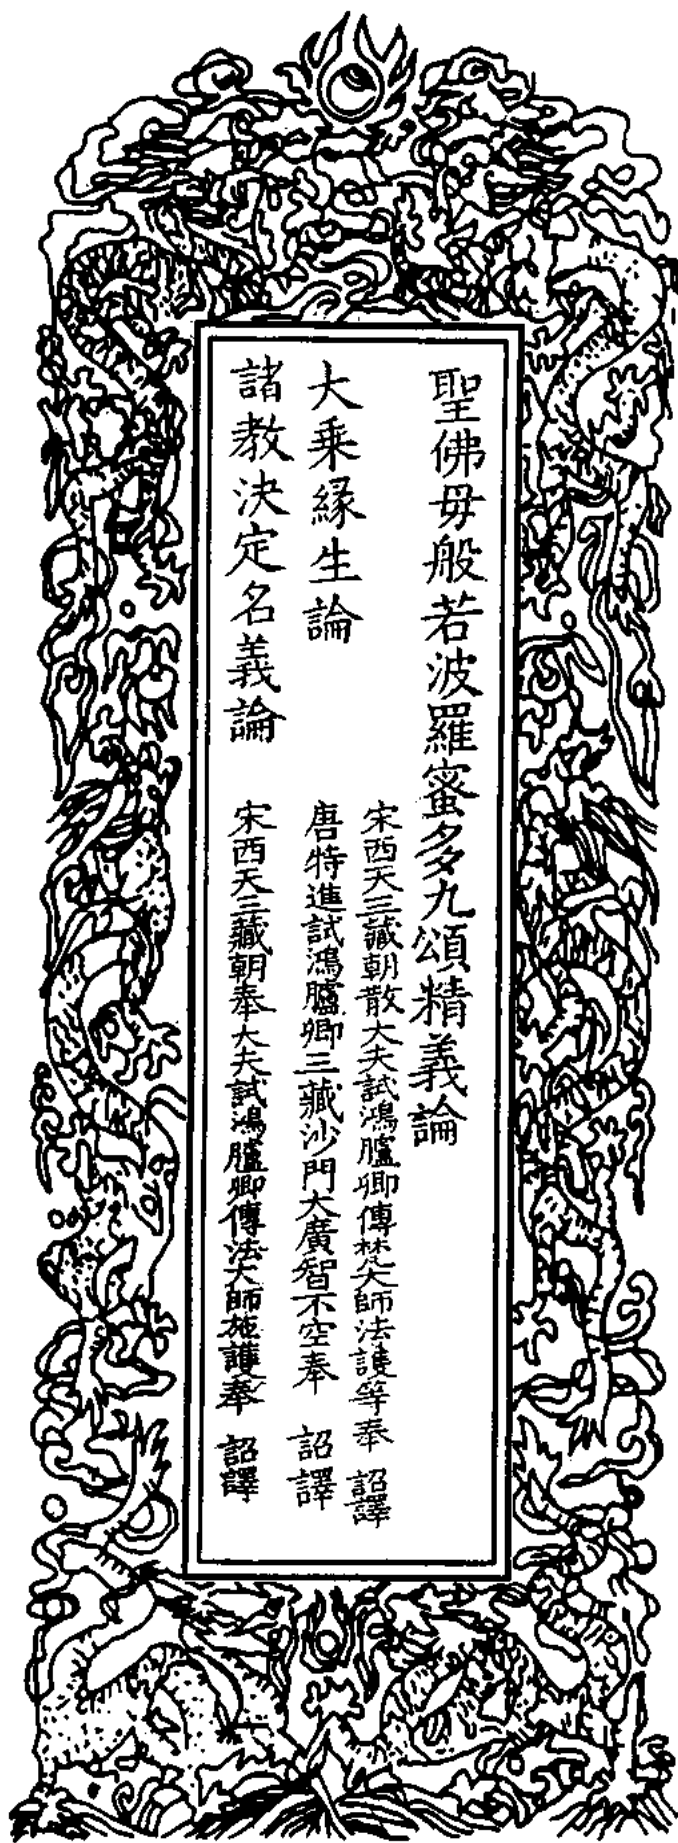 聖佛毋般若波羅蜜多九頌精義論
宋西天三藏朝散大夫試鴻臚卿傳梵大師法護等奉 詔譯
大乘緣生論
唐特進試鴻臚卿三藏沙門大廣智不空奉 詔譯
諸教決定名義論
宋西天三藏朝奉大夫試鴻臚卿傳法大師施護奉 詔譯